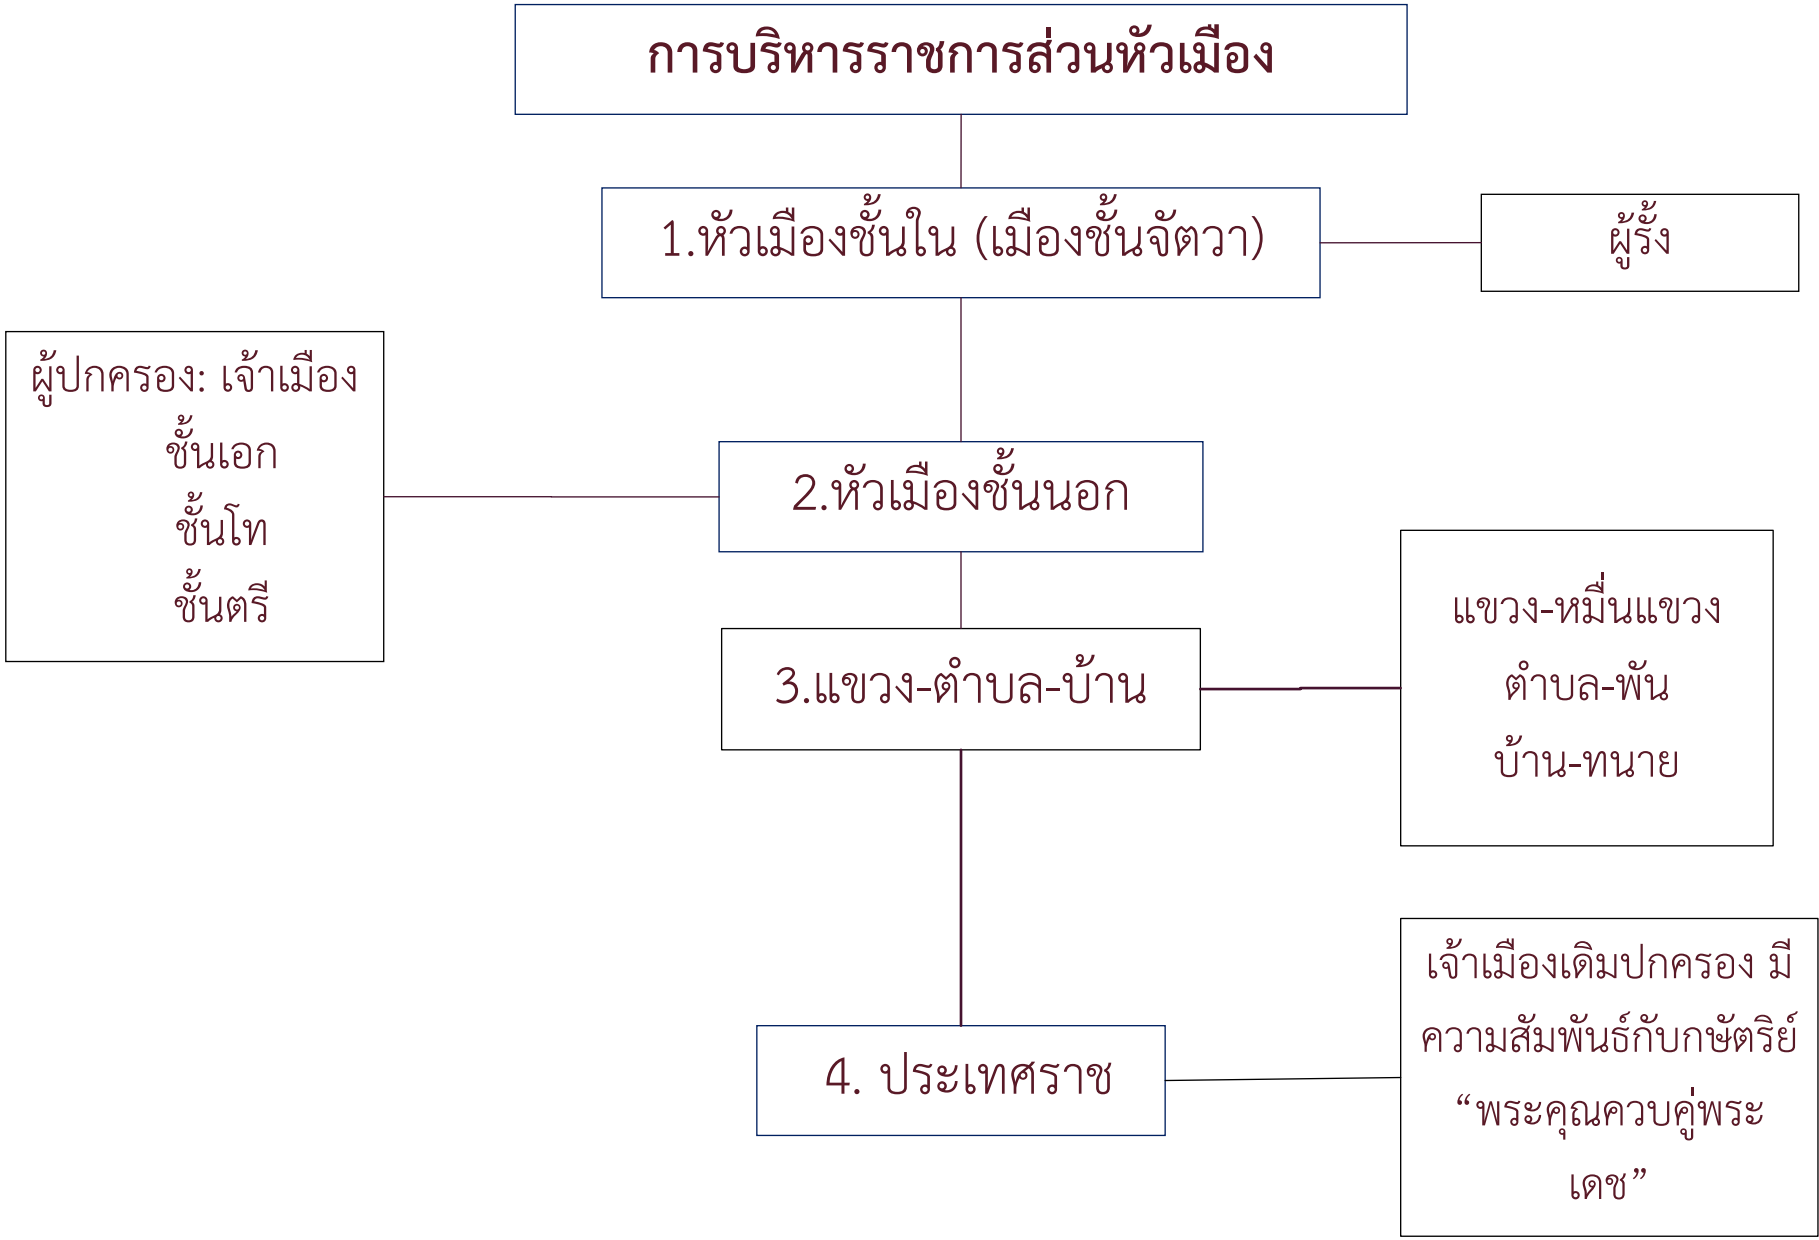 การบริหารราชการส่วนหัวเมือง
1.หัวเมืองชั้นใน (เมืองชั้นจัตวา)
ผู้รั้ง
ผู้ปกครอง: เจ้าเมือง
ชั้นเอก
ชั้นโท
ชั้นตรี
2.หัวเมืองชั้นนอก
3.แขวง-ตำบล-บ้าน
แขวง-หมื่นแขวง
ตำบล-พัน
บ้าน-ทนาย
4. ประเทศราช
เจ้าเมืองเดิมปกครอง มี
ความสัมพันธ์กับกษัตริย์
“พระคุณควบคู่พระ
เดช”